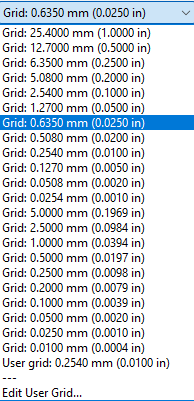 Grid: 0.6350 mm (0.0250 in)
Grid: 25.4000 mm (1.0000 in)
Grid: 12.7000 mm (0.5000 in)
Grid: 6.3500 mm (0.2500 in)
Grid: 5.0800 mm (0.2000 in)
Grid: 2.5400 mm (0.1000 in)
Grid: 1.2700 mm (0.0500 in)
Grid: 0.6350 mm (0.0250 in)
Grid: 0.5080 mm (0.0200 in)
Grid: 0.2540 mm (0.0100 in)
Grid: 0.1270 mm (0.0050 in)
Grid: 0.0508 mm (0.0020 in)
Grid: 0.0254 mm (0.0010 in)
Grid: 5.0000 mm (0.1969 in)
Grid: 2.5000 mm (0.0984 in)
Grid: 1.0000 mm (0.0394 in)
Grid: 0.5000 mm (0.0197 in)
Grid: 0.2500 mm (0.0098 in)
Grid: 0.2000 mm (0.0079 in)
Grid: 0.1000 mm (0.0039 in)
Grid: 0.0500 mm (0.0020 in)
Grid: 0.0250 mm (0.0010 in)
Grid: 0.0100 mm (0.0004 in)
User grid: 0.2540 mm (0.0100 in)
---
Edit User Grid...